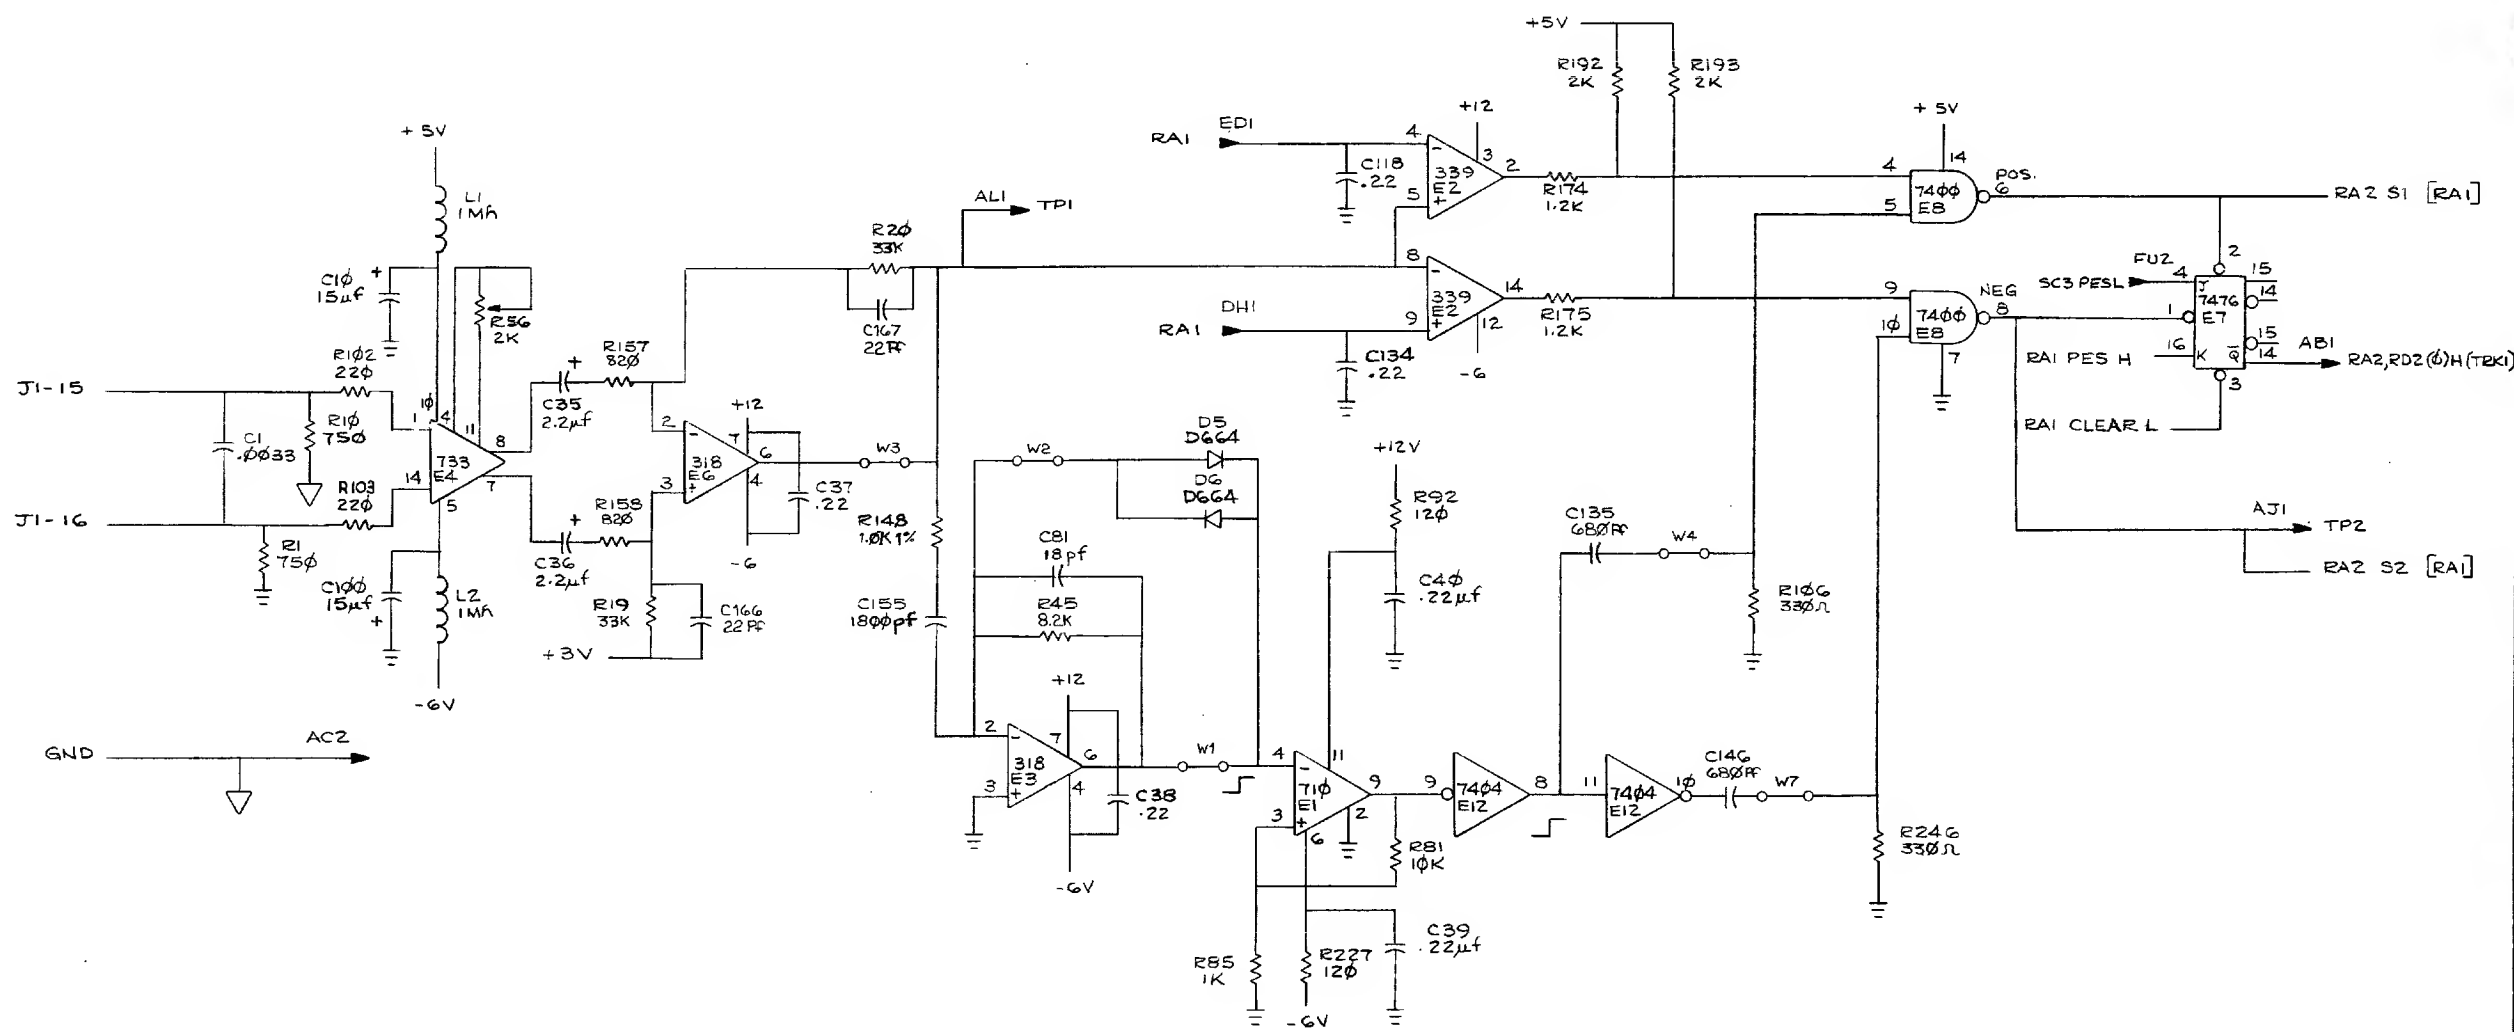 +5V
R192
2K
R193
2K
+12
+5V
RA1
ED1
4
-
3
2
C118
.22
339
E2
5
+
R174
1.2K
4
14
POS.
6
7400
E8
5
RA2 S1 [RA1]
+5V
L1
1Mh
AL1
TP1
R20
33K
C167
22Pf
8
-
14
339
E2
9
+
12
-6
RA1
DH1
C134
.22
R175
1.2K
9
NEG
8
7400
E8
10
7
FU2
4
2
SC3 PESL
J
15
14
7476
E7
1
15
14
16
K
Q̅
3
AB1
RA1 PES H
RA2,RD2(0)H(TRK1)
RA1 CLEAR L
C10
15µf
+
R56
2K
R102
220
J1-15
R10
750
C1
.0033
1
10
4
11
8
733
E4
14
7
5
R103
220
J1-16
R1
750
C100
15µf
+
L2
1Mh
-6V
+
C35
2.2µf
R157
820
+
C36
2.2µf
R158
820
2
-
+12
7
6
318
E6
3
+
4
-6
C37
.22
W3
R19
33K
C166
22Pf
+3V
R148
1.0K 1%
C155
1800pf
W2
D5
D664
D6
D664
C81
18pf
R45
8.2K
+12V
R92
120
C40
.22µf
C135
680Pf
W4
R106
330Ω
AJ1
TP2
RA2 S2 [RA1]
GND
AC2
+12
2
-
7
6
318
E3
3
+
4
-6V
C38
.22
W1
4
-
11
710
E1
9
3
+
6
2
R81
10K
9
7404
E12
8
11
7404
E12
10
C146
680Pf
W7
R246
330Ω
R85
1K
R227
120
C39
.22µf
-6V